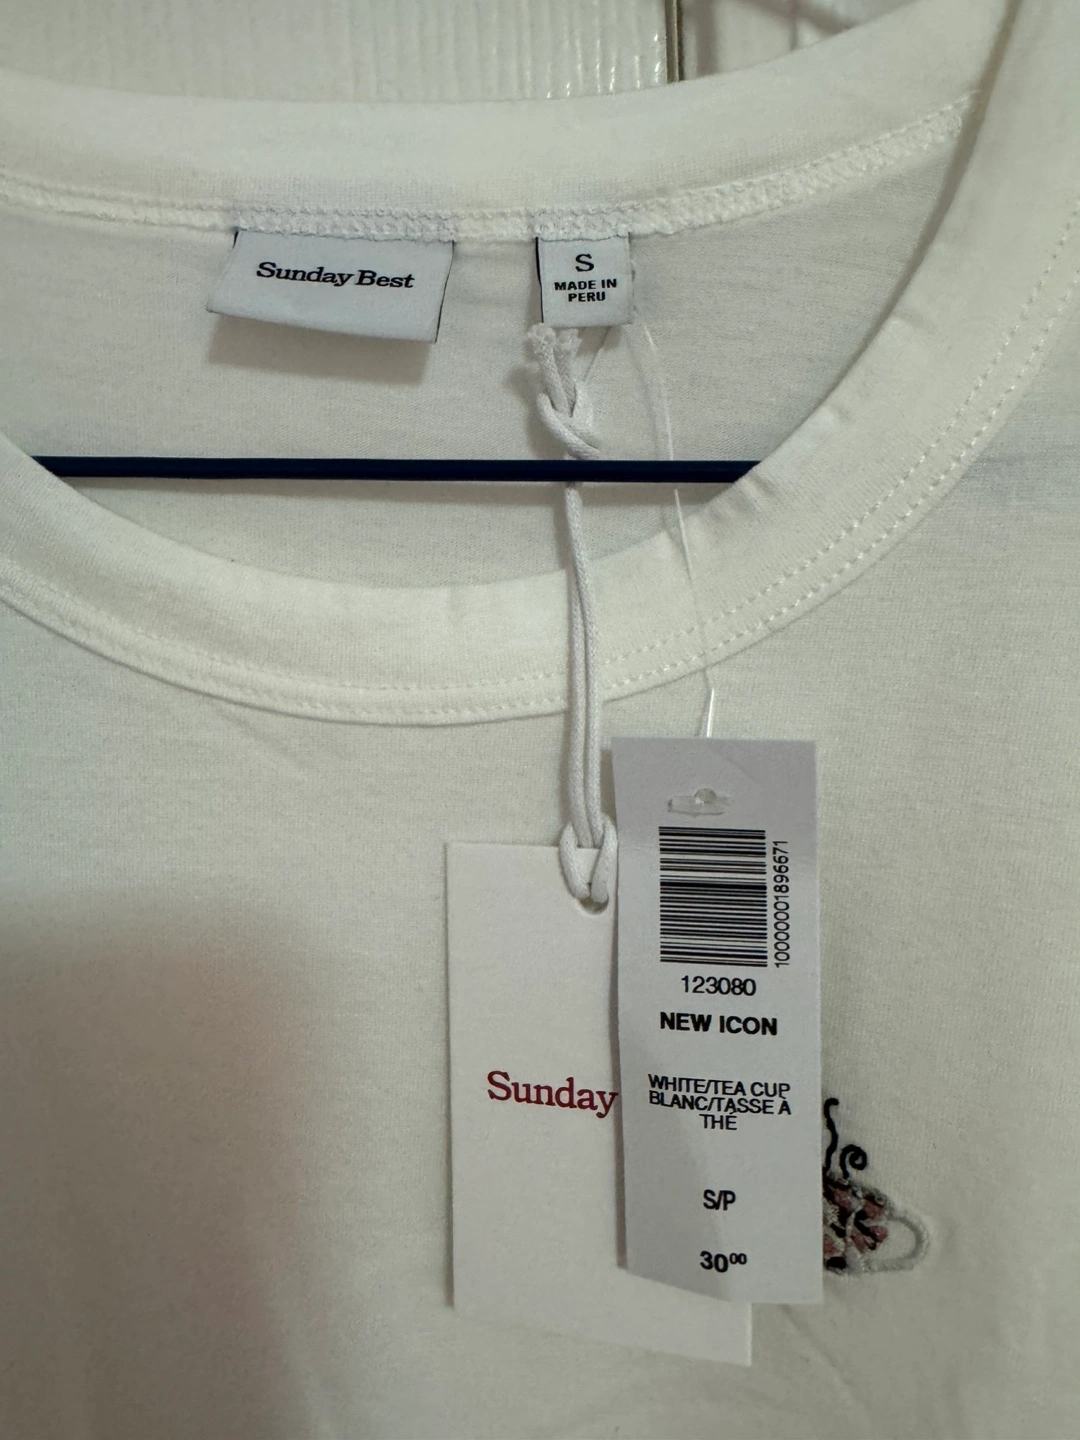 Sunday Best
S
MADE IN
PERU
10000001896671
123080
NEW ICON
WHITE/TEA CUP
BLANC/TASSE À
THÉ
S/P
30⁰⁰
Sunday